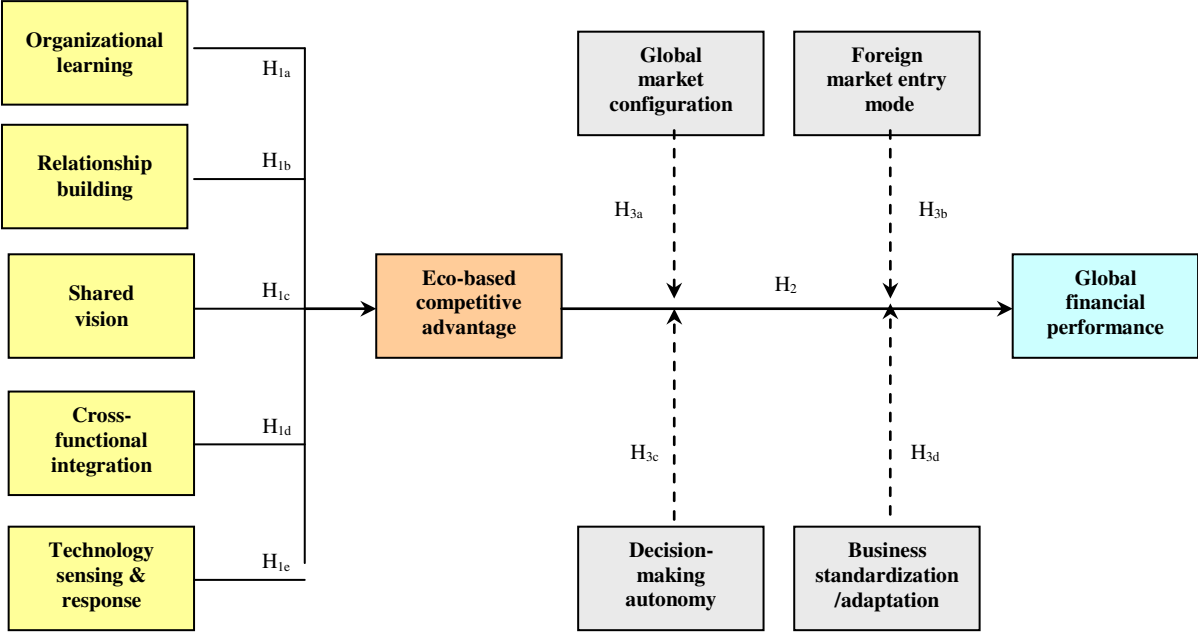 Organizational
learning
H1a
Relationship
building
H1b
Shared
vision
H1c
Cross-
functional
integration
H1d
Technology
sensing &
response
H1e
Eco-based
competitive
advantage
Global
market
configuration
Foreign
market entry
mode
H3a
H3b
H2
H3c
H3d
Decision-
making
autonomy
Business
standardization
/adaptation
Global
financial
performance